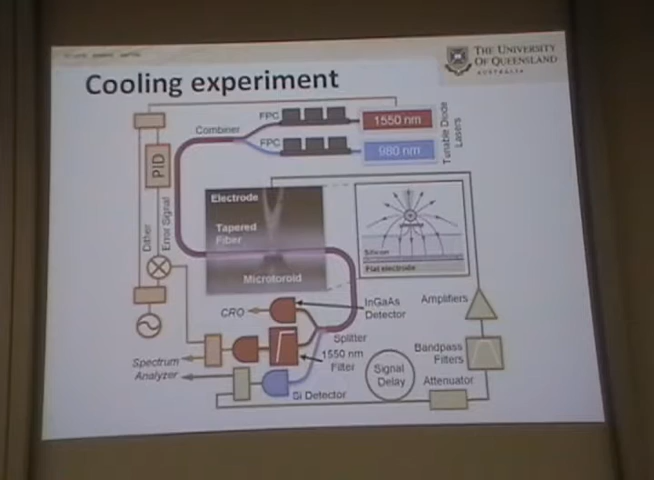 THE UNIVERSITY
OF QUEENSLAND
AUSTRALIA
Cooling experiment
FPC
1550 nm
Combiner
FPC
980 nm
Tunable Diode
Lasers
PID
Dither
Error Signal
Electrode
Tapered
Fiber
Microtoroid
Silicon
Flat electrode
CRO
InGaAs
Detector
Amplifiers
Splitter
1550 nm
Filter
Spectrum
Analyzer
Signal
Delay
Bandpass
Filters
Attenuator
Si Detector